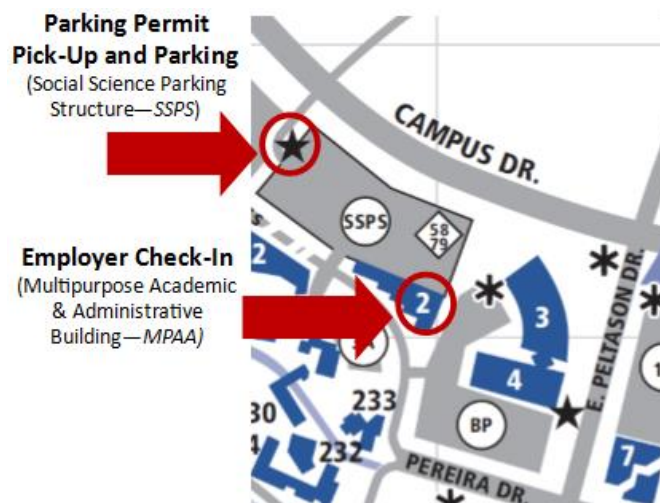 Parking Permit
Pick-Up and Parking
(Social Science Parking
Structure—SSPS)
Employer Check-In
(Multipurpose Academic
& Administrative
Building—MPAA)
CAMPUS DR.
SSPS
58
79
2
2
3
4
E. PELTASON DR.
BP
233
232
7
PEREIRA DR.